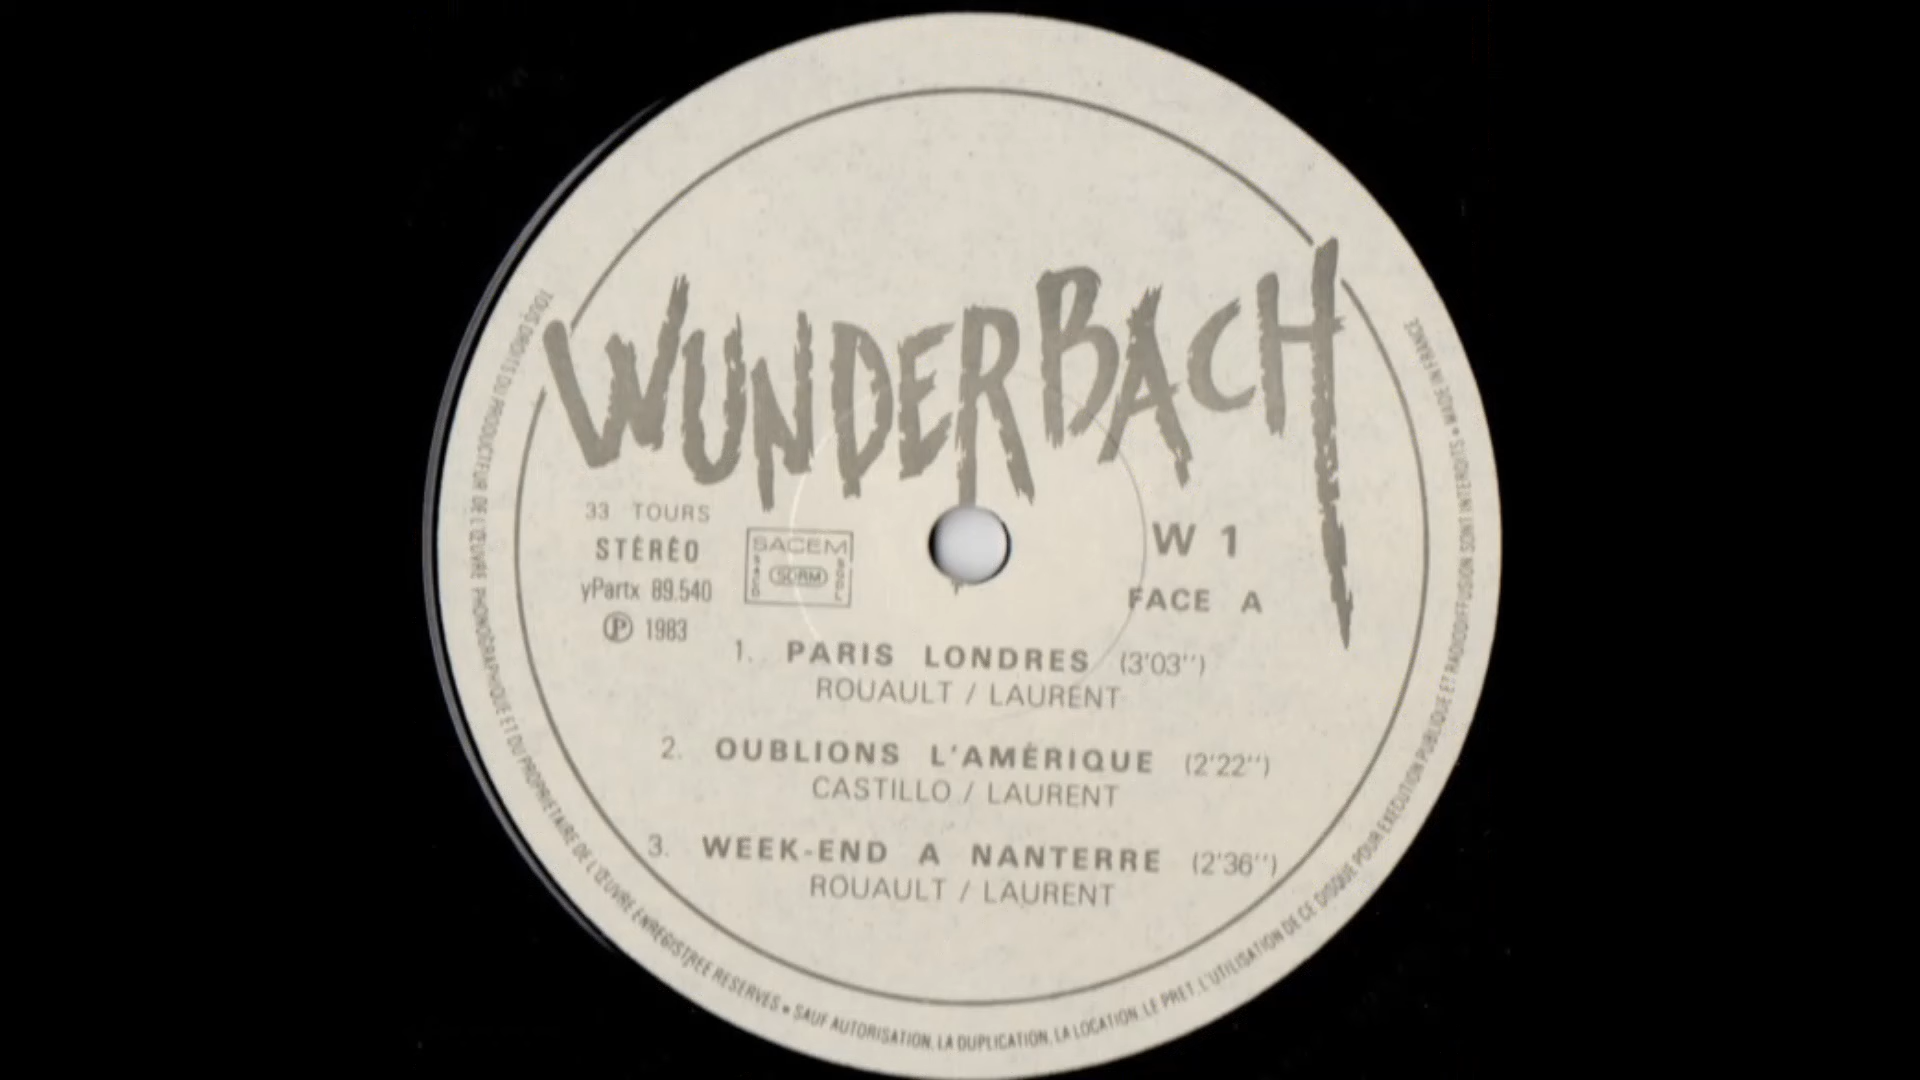 WUNDERBACH
33 TOURS
STÉRÉO
yPartx 89.540
Ⓟ 1983
SACEM
SDRM
W 1
FACE A
1. PARIS LONDRES (3'03'')
ROUAULT / LAURENT
2. OUBLIONS L'AMÉRIQUE (2'22'')
CASTILLO / LAURENT
3. WEEK-END A NANTERRE (2'36'')
ROUAULT / LAURENT
TOUS DROITS DU PRODUCTEUR DE L'ŒUVRE PHONOGRAPHIQUE ET DU PROPRIETAIRE DE L'ŒUVRE ENREGISTREE RESERVES • SAUF AUTORISATION, LA DUPLICATION, LA LOCATION, LE PRET, L'UTILISATION DE CE DISQUE POUR EXECUTION PUBLIQUE ET RADIODIFFUSION SONT INTERDITS • MADE IN FRANCE